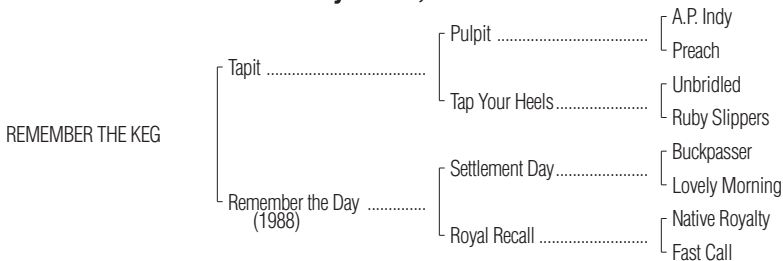 A.P. Indy
Pulpit
Preach
Tapit
Unbridled
Tap Your Heels
Ruby Slippers
REMEMBER THE KEG
Buckpasser
Settlement Day
Lovely Morning
Remember the Day
(1988)
Native Royalty
Royal Recall
Fast Call